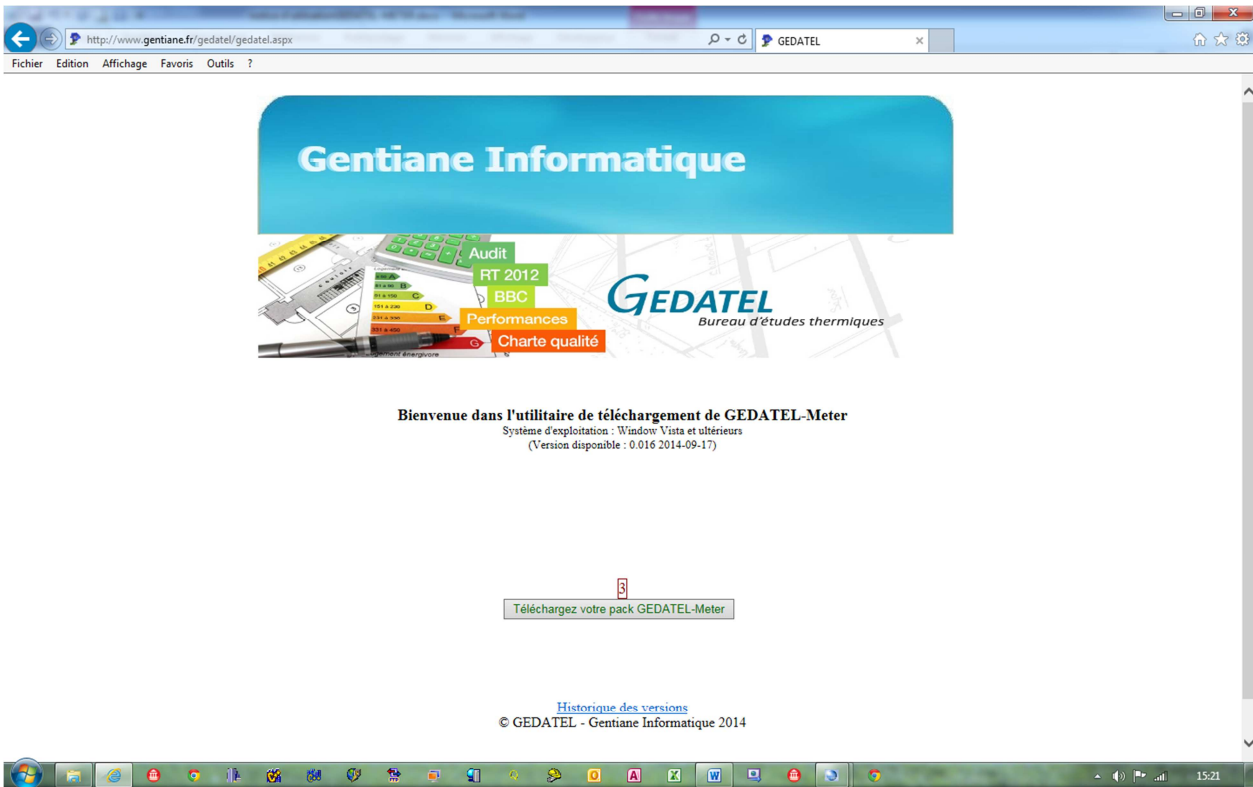 http://www.gentiane.fr/gedatel/gedatel.aspx
GEDATEL
Fichier Edition Affichage Favoris Outils ?
Gentiane Informatique
Audit
RT 2012
BBC
Performances
Charte qualité
GEDATEL
Bureau d'études thermiques
B
C
D
E
F
G
Bienvenue dans l'utilitaire de téléchargement de GEDATEL-Meter
Système d'exploitation : Window Vista et ultérieurs
(Version disponible : 0.016 2014-09-17)
3
Téléchargez votre pack GEDATEL-Meter
Historique des versions
© GEDATEL - Gentiane Informatique 2014
15:21